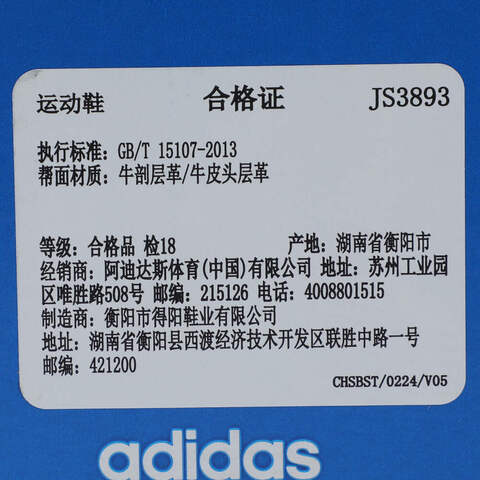 运动鞋 合格证 JS3893
执行标准: GB/T 15107-2013
帮面材质: 牛剖层革/牛皮头层革
等级: 合格品 检18 产地: 湖南省衡阳市
经销商: 阿迪达斯体育(中国)有限公司 地址: 苏州工业园
区唯胜路508号 邮编: 215126 电话: 4008801515
制造商: 衡阳市得阳鞋业有限公司
地址: 湖南省衡阳县西渡经济技术开发区联胜中路一号
邮编: 421200
CHSBST/0224/V05
adidas